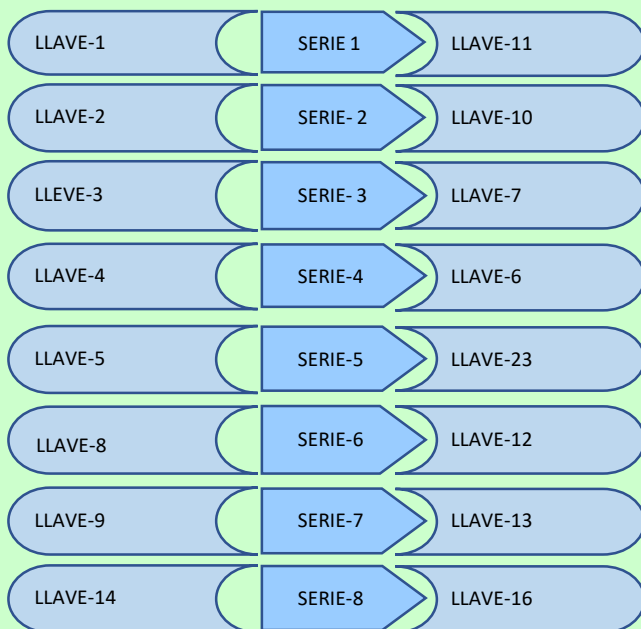 LLAVE-1 SERIE 1 LLAVE-11
LLAVE-2 SERIE- 2 LLAVE-10
LLEVE-3 SERIE- 3 LLAVE-7
LLAVE-4 SERIE-4 LLAVE-6
LLAVE-5 SERIE-5 LLAVE-23
LLAVE-8 SERIE-6 LLAVE-12
LLAVE-9 SERIE-7 LLAVE-13
LLAVE-14 SERIE-8 LLAVE-16